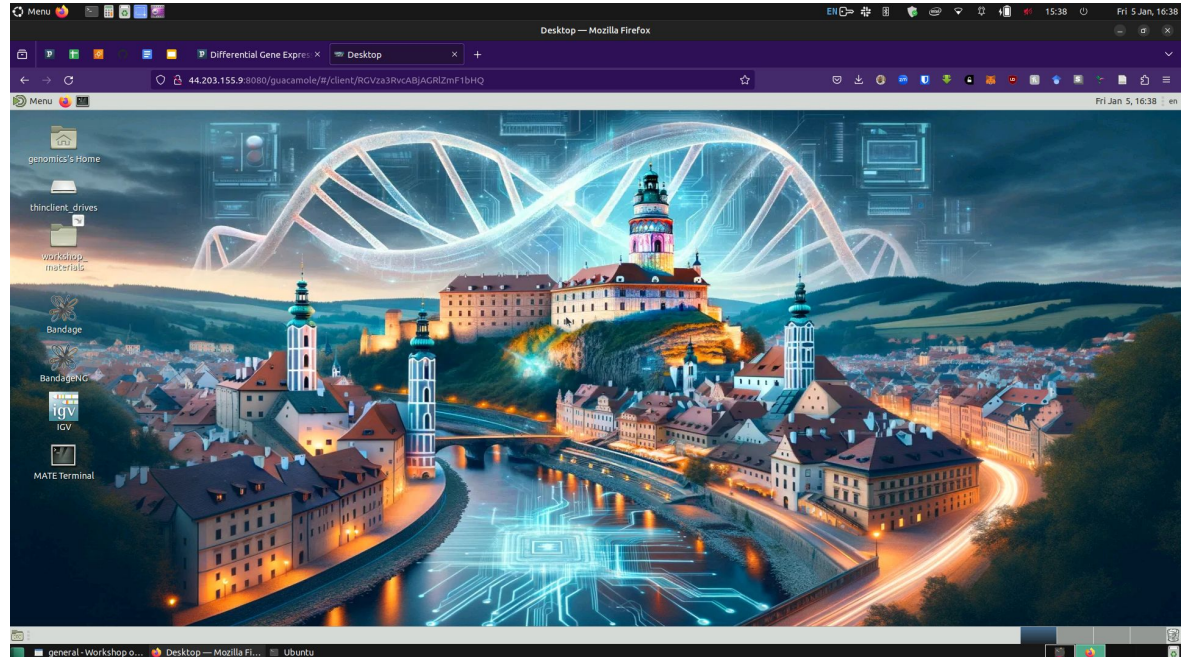 Menu
EN
15:38
Fri 5 Jan, 16:38
Desktop — Mozilla Firefox
Differential Gene Expres
Desktop
44.203.155.9:8080/guacamole/#/client/RGVza3RvcABjAGRlZmF1bHQ
Menu
Fri Jan 5, 16:38
en
genomics's Home
thinclient_drives
workshop_
materials
Bandage
BandageNG
igv
IGV
MATE Terminal
general - Workshop o...
Desktop — Mozilla Fi...
Ubuntu